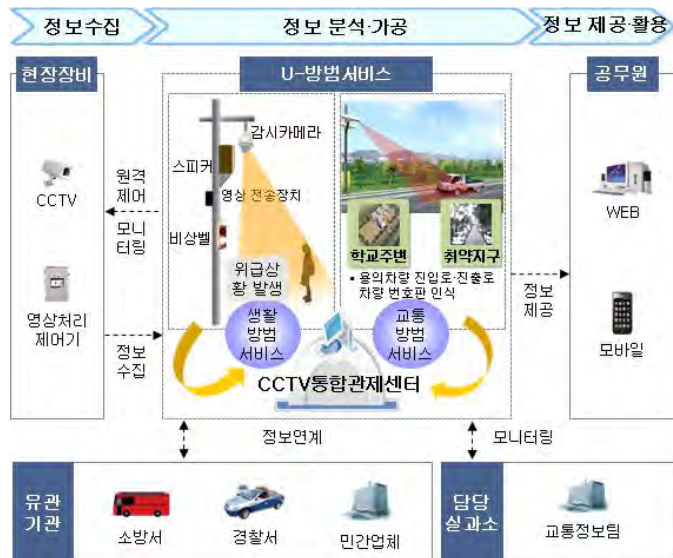 정보수집
정보 분석·가공
정보 제공·활용
현장장비
U-방범서비스
공무원
감시카메라
스피커
영상 전송장치
비상벨
CCTV
원격
제어
모니
터링
영상처리
제어기
정보
수집
위급상
황 발생
학교주변
취약지구
▪ 용의차량 진입로·진출로
차량 번호판 인식
생활
방범
서비스
교통
방범
서비스
CCTV통합관제센터
정보
제공
WEB
모바일
정보연계
모니터링
유관
기관
소방서
경찰서
민간업체
담당
실과소
교통정보팀